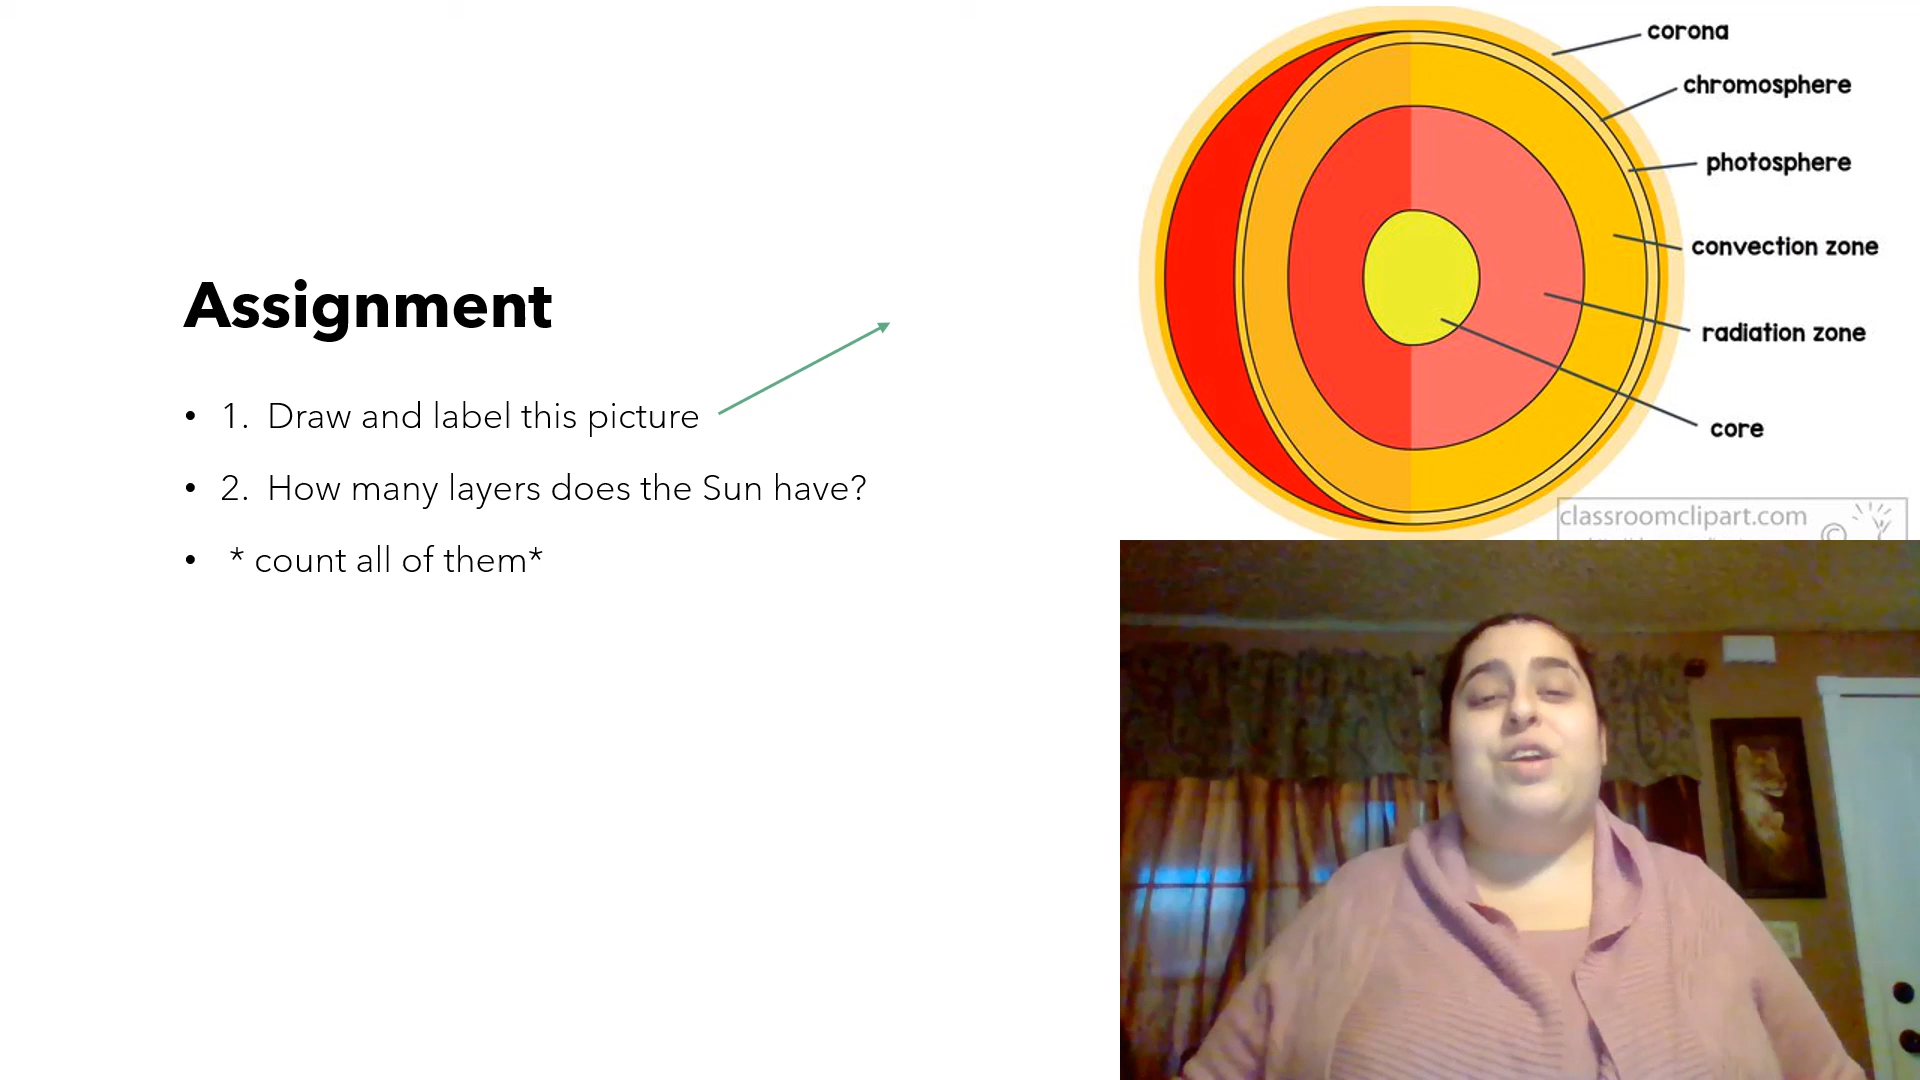 Assignment
• 1. Draw and label this picture
• 2. How many layers does the Sun have?
• * count all of them*
corona
chromosphere
photosphere
convection zone
radiation zone
core
classroomclipart.com
©